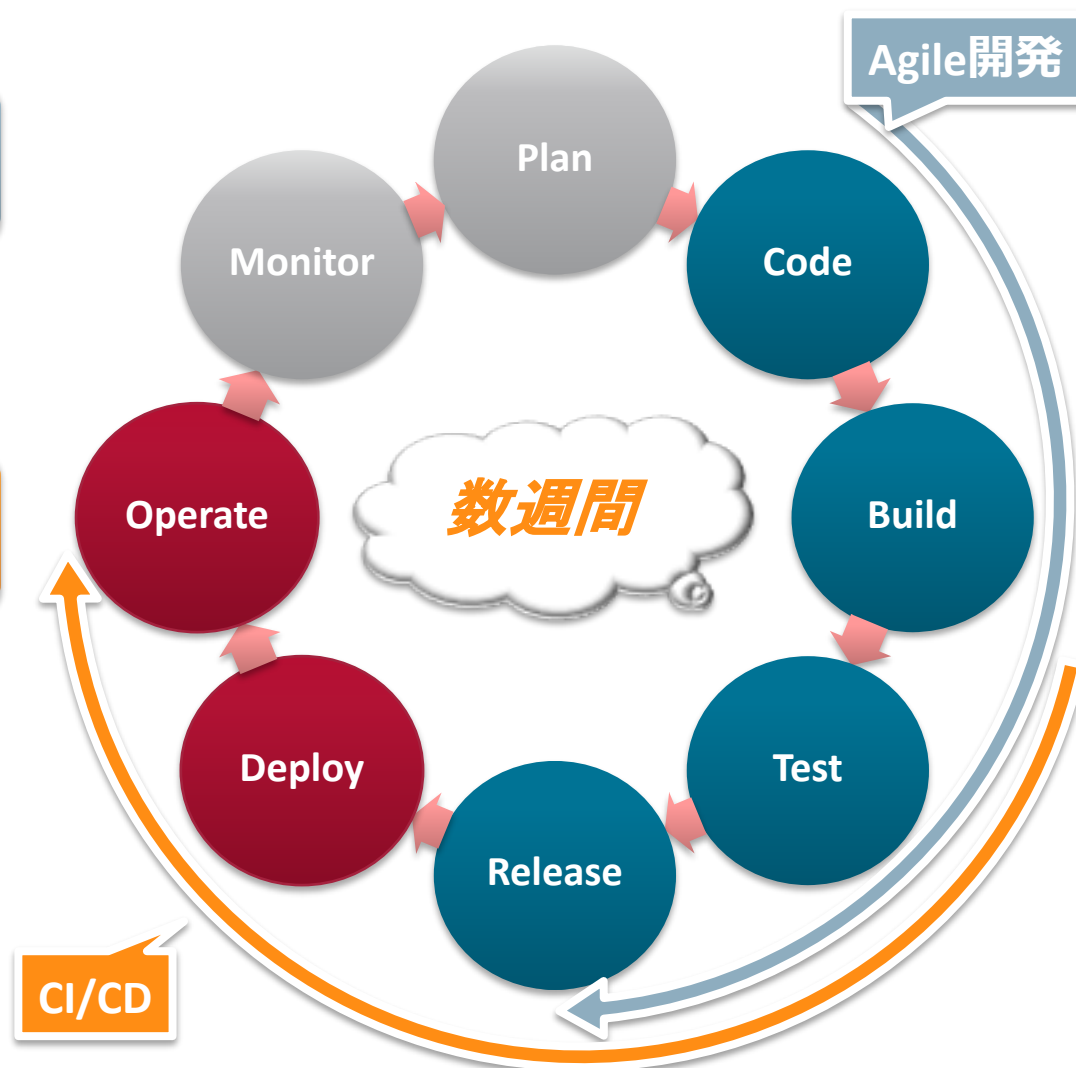 Agile開発
Plan
Monitor
Code
数週間
Operate
Build
Deploy
Test
Release
CI/CD